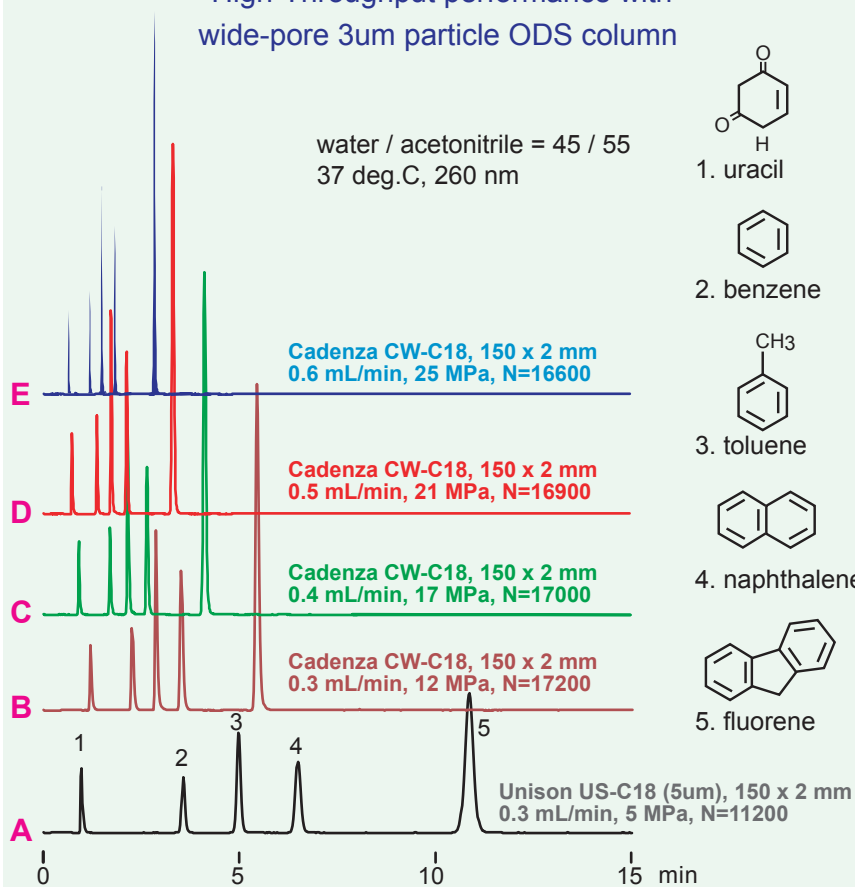 High Throughput performance with
wide-pore 3um particle ODS column
water / acetonitrile = 45 / 55
37 deg.C, 260 nm
O
O
H
1. uracil
2. benzene
CH3
3. toluene
4. naphthalene
5. fluorene
E
Cadenza CW-C18, 150 x 2 mm
0.6 mL/min, 25 MPa, N=16600
D
Cadenza CW-C18, 150 x 2 mm
0.5 mL/min, 21 MPa, N=16900
C
Cadenza CW-C18, 150 x 2 mm
0.4 mL/min, 17 MPa, N=17000
B
Cadenza CW-C18, 150 x 2 mm
0.3 mL/min, 12 MPa, N=17200
A
1
2
3
4
5
Unison US-C18 (5um), 150 x 2 mm
0.3 mL/min, 5 MPa, N=11200
0 5 10 15 min